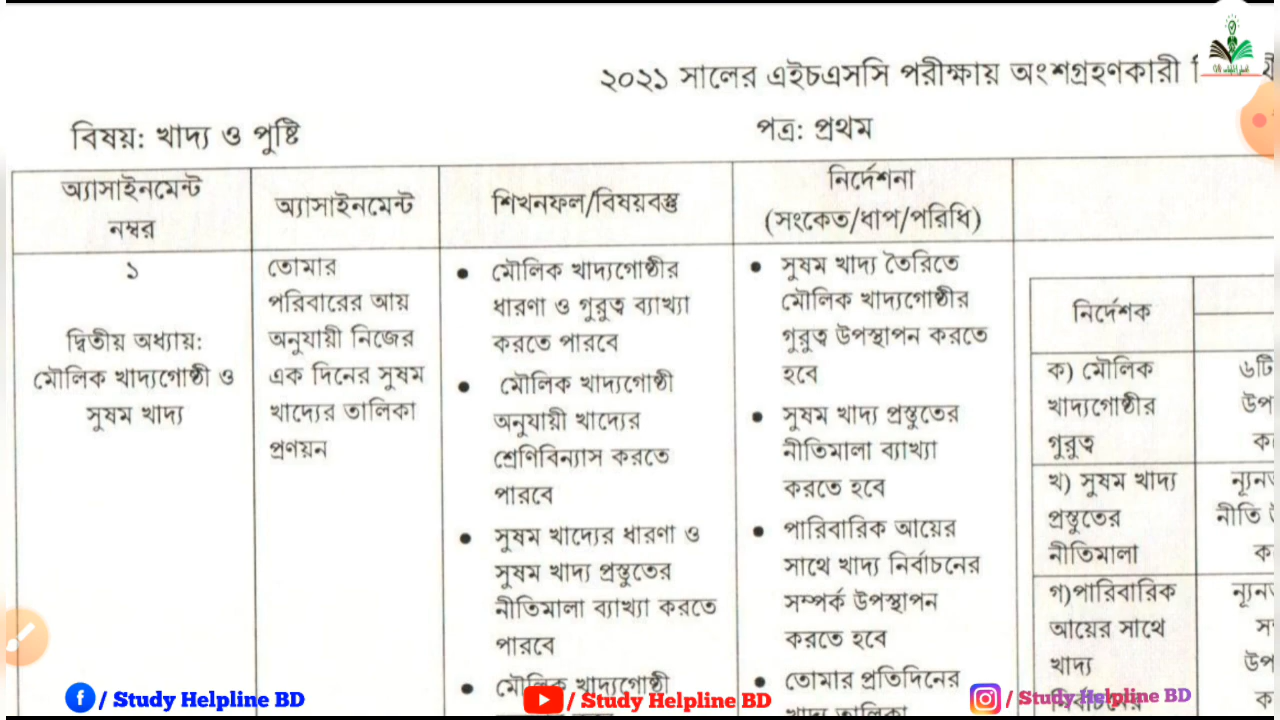 ২০২১ সালের এইচএসসি পরীক্ষায় অংশগ্রহণকারী
বিষয়: খাদ্য ও পুষ্টি
পত্র: প্রথম
অ্যাসাইনমেন্ট
নম্বর
অ্যাসাইনমেন্ট
শিখনফল/বিষয়বস্তু
নির্দেশনা
(সংকেত/ধাপ/পরিধি)
১
দ্বিতীয় অধ্যায়:
মৌলিক খাদ্যগোষ্ঠী ও
সুষম খাদ্য
তোমার
পরিবারের আয়
অনুযায়ী নিজের
এক দিনের সুষম
খাদ্যের তালিকা
প্রণয়ন
• মৌলিক খাদ্যগোষ্ঠীর
ধারণা ও গুরুত্ব ব্যাখ্যা
করতে পারবে
• মৌলিক খাদ্যগোষ্ঠী
অনুযায়ী খাদ্যের
শ্রেণিবিন্যাস করতে
পারবে
• সুষম খাদ্যের ধারণা ও
সুষম খাদ্য প্রস্তুতের
নীতিমালা ব্যাখ্যা করতে
পারবে
• মৌলিক খাদ্যগোষ্ঠী
• সুষম খাদ্য তৈরিতে
মৌলিক খাদ্যগোষ্ঠীর
গুরুত্ব উপস্থাপন করতে
হবে
• সুষম খাদ্য প্রস্তুতের
নীতিমালা ব্যাখ্যা
করতে হবে
• পারিবারিক আয়ের
সাথে খাদ্য নির্বাচনের
সম্পর্ক উপস্থাপন
করতে হবে
• তোমার প্রতিদিনের
খাদ্য তালিকা
নির্দেশক
ক) মৌলিক
খাদ্যগোষ্ঠীর
গুরুত্ব
৬টি
খ) সুষম খাদ্য
প্রস্তুতের
নীতিমালা
নীতি
গ)পারিবারিক
আয়ের সাথে
খাদ্য
নির্বাচনের
/ Study Helpline BD
/ Study Helpline BD
/ Study Helpline BD